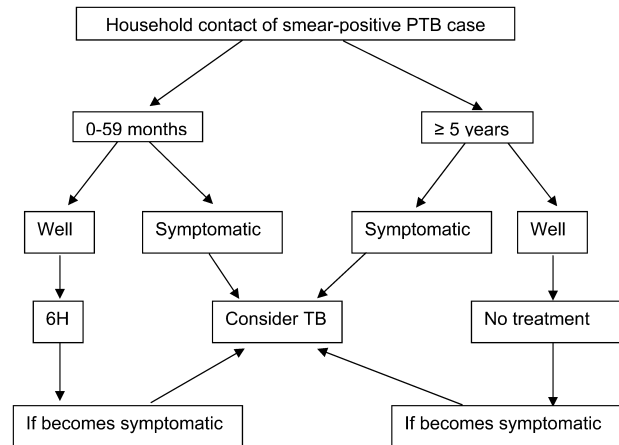 Household contact of smear-positive PTB case
0-59 months
≥ 5 years
Well
Symptomatic
Symptomatic
Well
6H
Consider TB
No treatment
If becomes symptomatic
If becomes symptomatic